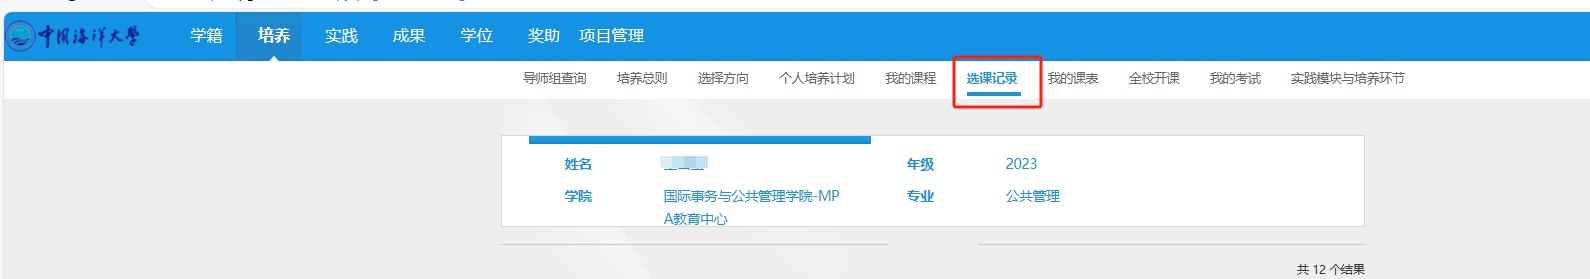 中国海洋大学
学籍 培养 实践 成果 学位 奖助 项目管理
导师组查询 培养总则 选择方向 个人培养计划 我的课程 选课记录 我的课表 全校开课 我的考试 实践模块与培养环节
姓名 年级 2023
学院 国际事务与公共管理学院-MP 专业 公共管理
A教育中心
共 12 个结果